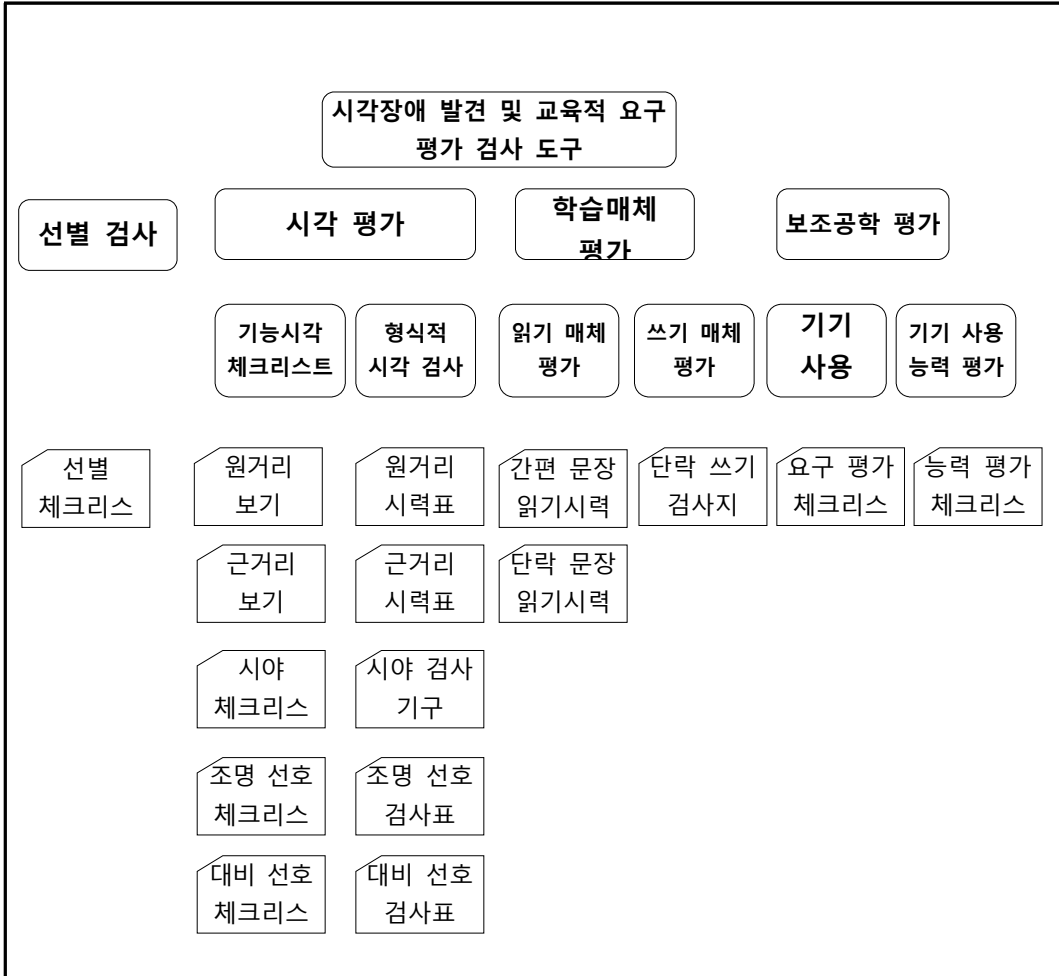 시각장애 발견 및 교육적 요구
평가 검사 도구
선별 검사
시각 평가
학습매체
평가
보조공학 평가
기능시각
체크리스트
형식적
시각 검사
읽기 매체
평가
쓰기 매체
평가
기기
사용
기기 사용
능력 평가
선별
체크리스
원거리
보기
원거리
시력표
간편 문장
읽기시력
단락 쓰기
검사지
요구 평가
체크리스
능력 평가
체크리스
근거리
보기
근거리
시력표
단락 문장
읽기시력
시야
체크리스
시야 검사
기구
조명 선호
체크리스
조명 선호
검사표
대비 선호
체크리스
대비 선호
검사표